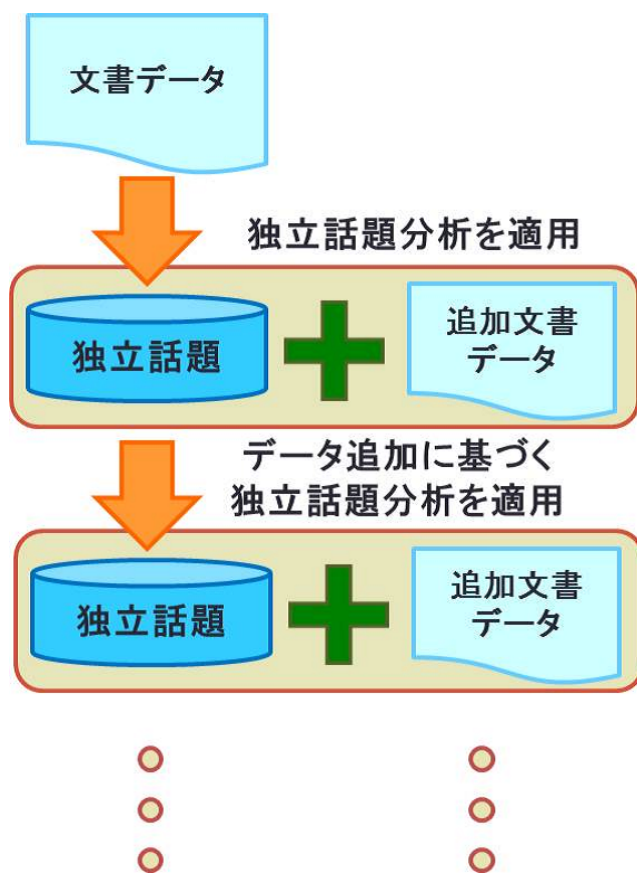 文書データ
独立話題分析を適用
独立話題
追加文書
データ
データ追加に基づく
独立話題分析を適用
独立話題
追加文書
データ